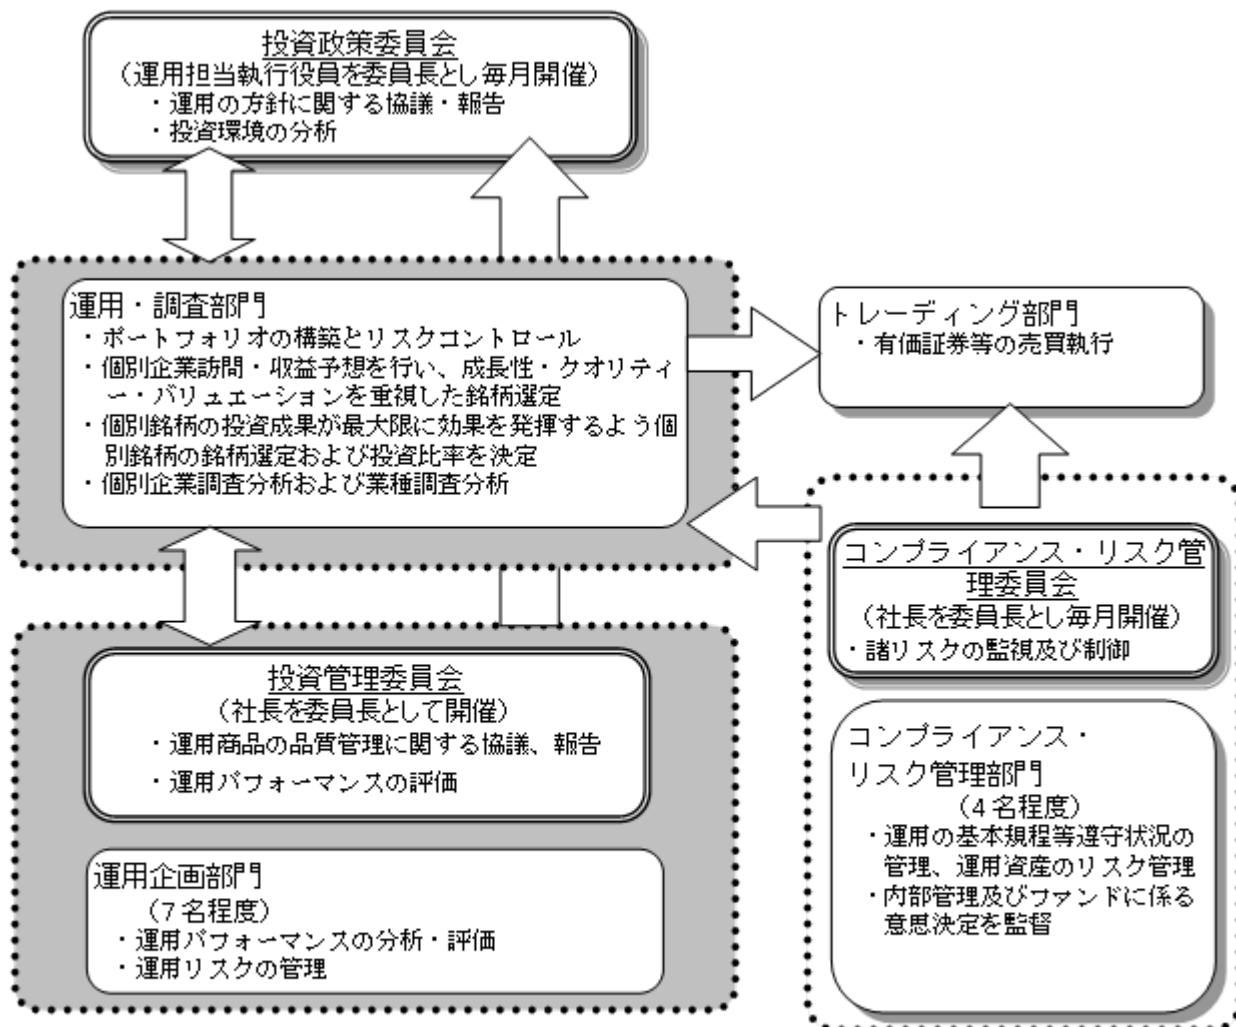 投資政策委員会
（運用担当執行役員を委員長とし毎月開催）
・運用の方針に関する協議・報告
・投資環境の分析
運用・調査部門
・ポートフォリオの構築とリスクコントロール
・個別企業訪問・収益予想を行い、成長性・クオリティ
ー・バリュエーションを重視した銘柄選定
・個別銘柄の投資成果が最大限に効果を発揮するよう個
別銘柄の銘柄選定および投資比率を決定
・個別企業調査分析および業種調査分析
トレーディング部門
・有価証券等の売買執行
コンプライアンス・リスク管
理委員会
（社長を委員長とし毎月開催）
・諸リスクの監視及び制御
投資管理委員会
（社長を委員長として開催）
・運用商品の品質管理に関する協議、報告
・運用パフォーマンスの評価
コンプライアンス・
リスク管理部門
（４名程度）
・運用の基本規程等遵守状況の
管理、運用資産のリスク管理
・内部管理及びファンドに係る
意思決定を監督
運用企画部門
（７名程度）
・運用パフォーマンスの分析・評価
・運用リスクの管理